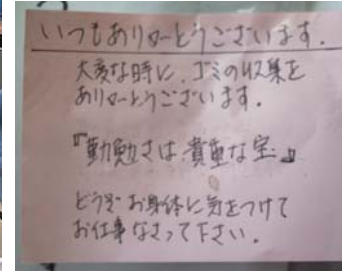 いつもありがとうございます.
大変な時に、ゴミの収集を
ありがとうございます.
『勤勉さは貴重な宝』
どうぞお身体に気をつけて
お仕事なさって下さい.